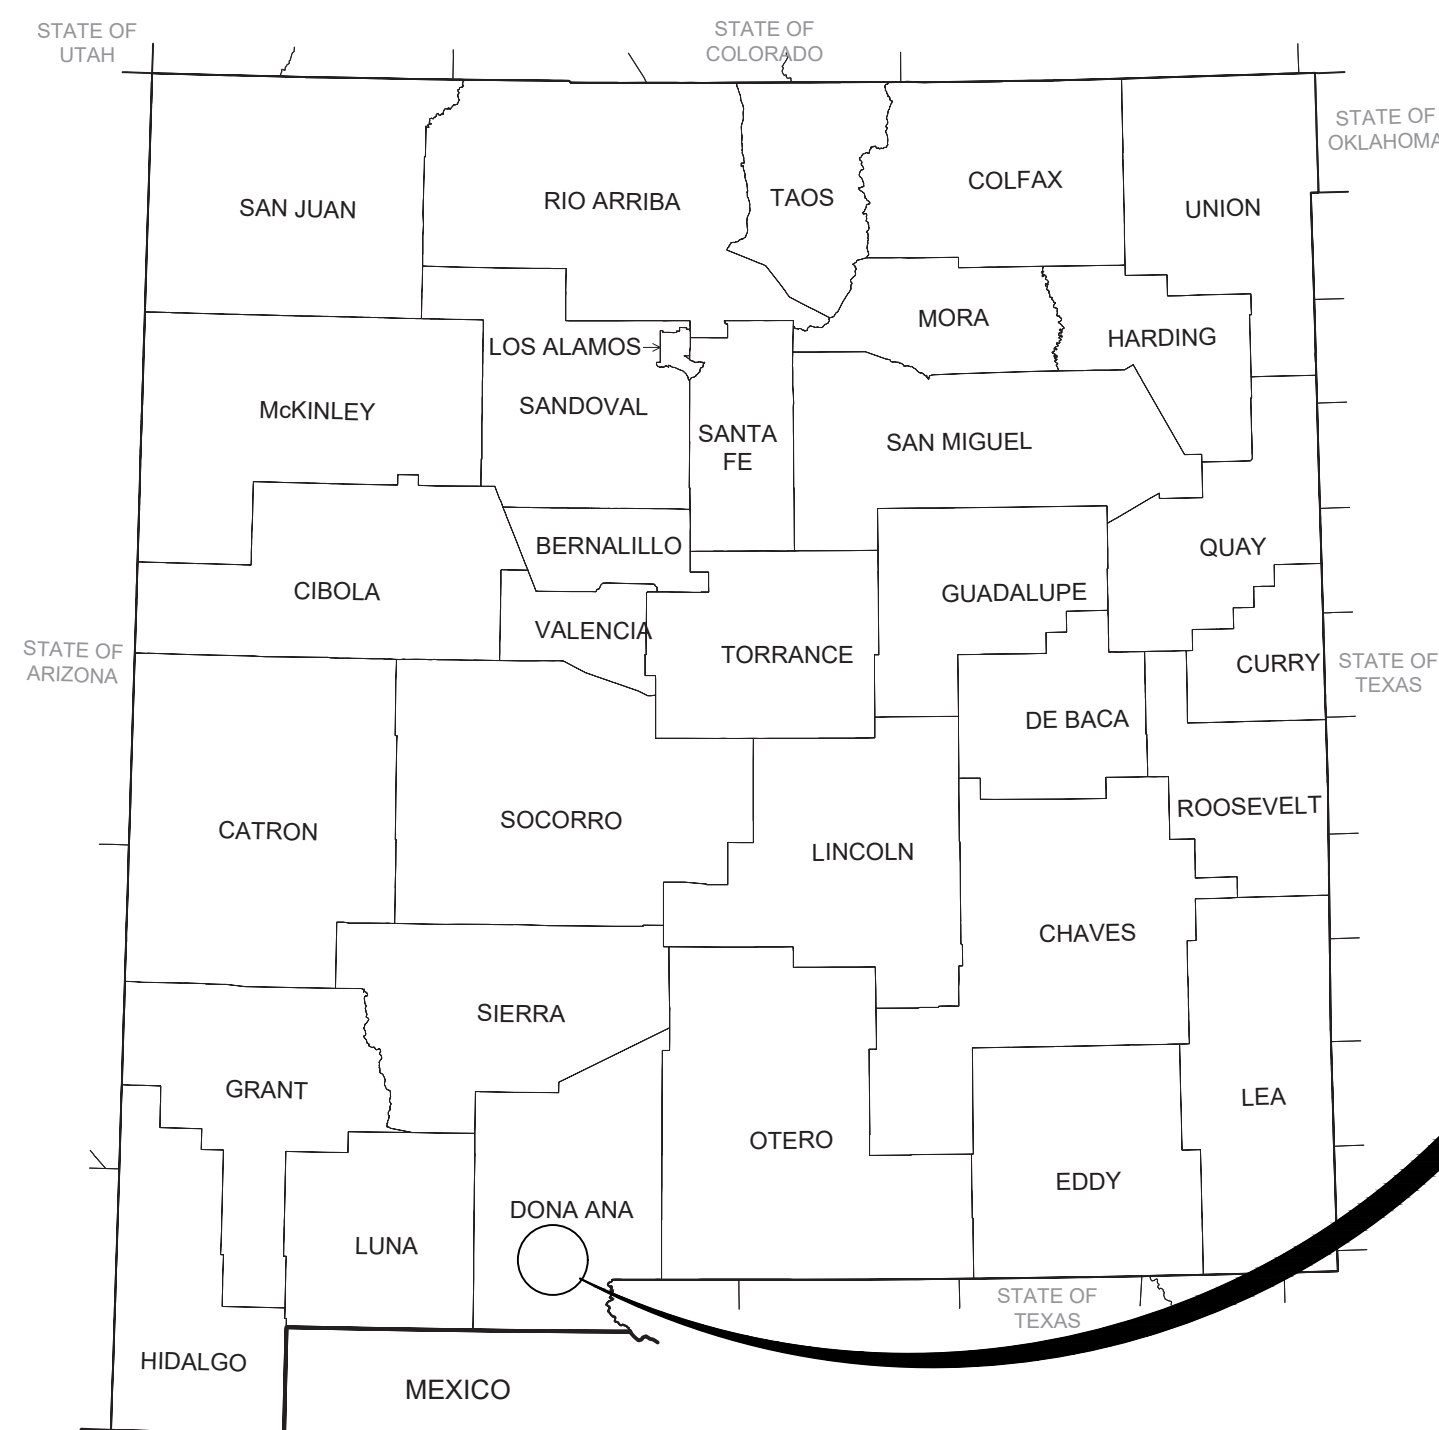 STATE OF
UTAH
STATE OF
COLORADO
STATE OF
OKLAHOMA
SAN JUAN
RIO ARRIBA
TAOS
COLFAX
UNION
MORA
HARDING
LOS ALAMOS
McKINLEY
SANDOVAL
SANTA
FE
SAN MIGUEL
BERNALILLO
QUAY
CIBOLA
GUADALUPE
VALENCIA
TORRANCE
STATE OF
ARIZONA
CURRY
STATE OF
TEXAS
DE BACA
ROOSEVELT
CATRON
SOCORRO
LINCOLN
CHAVES
SIERRA
GRANT
LEA
OTERO
EDDY
DONA ANA
LUNA
STATE OF
TEXAS
HIDALGO
MEXICO